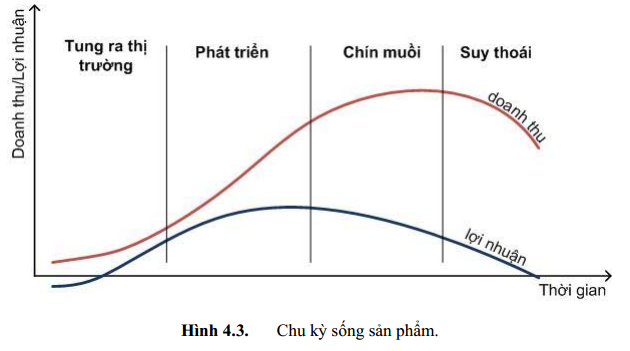 Doanh thu/Lợi nhuận
Tung ra thị
trường
Phát triển
Chín muồi
Suy thoái
doanh thu
lợi nhuận
Thời gian
Hình 4.3. Chu kỳ sống sản phẩm.